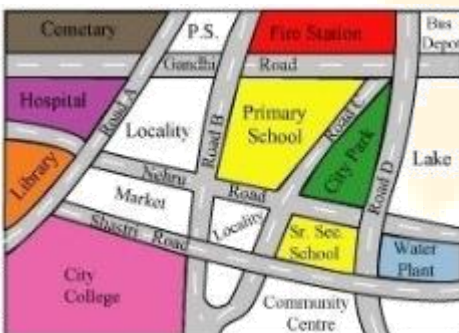 Cemetary
P.S.
Fire Station
Bus
Depot
Gandhi Road
Hospital
Road A
Locality
Road B
Primary
School
Road C
City Park
Road D
Lake
Library
Nehru Road
Market
Locality
Shastri Road
Sr. Sec.
School
Water
Plant
City
College
Community
Centre